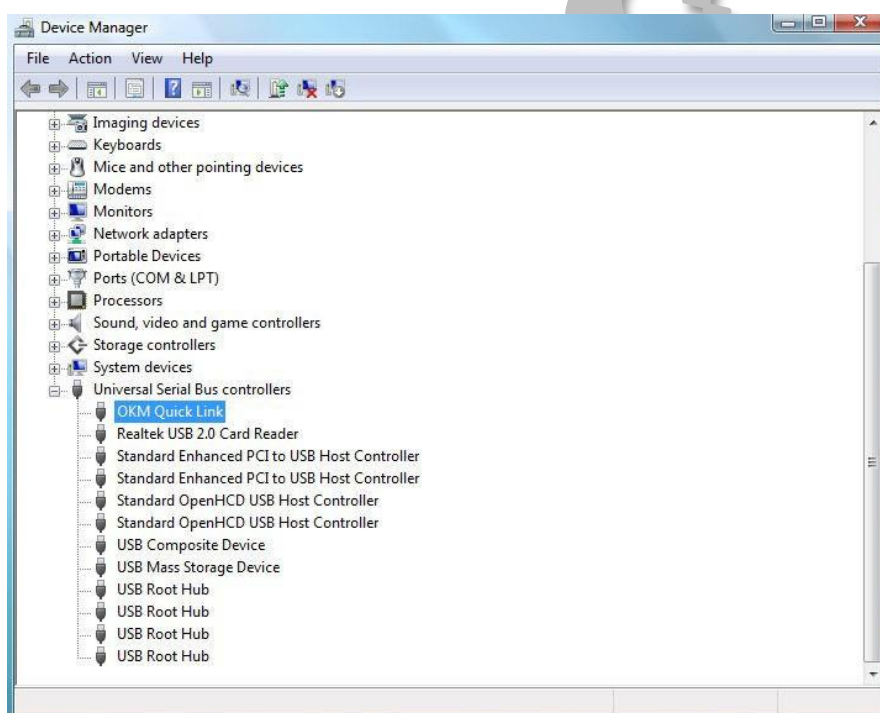 Device Manager
File Action View Help
Imaging devices
Keyboards
Mice and other pointing devices
Modems
Monitors
Network adapters
Portable Devices
Ports (COM & LPT)
Processors
Sound, video and game controllers
Storage controllers
System devices
Universal Serial Bus controllers
OKM Quick Link
Realtek USB 2.0 Card Reader
Standard Enhanced PCI to USB Host Controller
Standard Enhanced PCI to USB Host Controller
Standard OpenHCD USB Host Controller
Standard OpenHCD USB Host Controller
USB Composite Device
USB Mass Storage Device
USB Root Hub
USB Root Hub
USB Root Hub
USB Root Hub